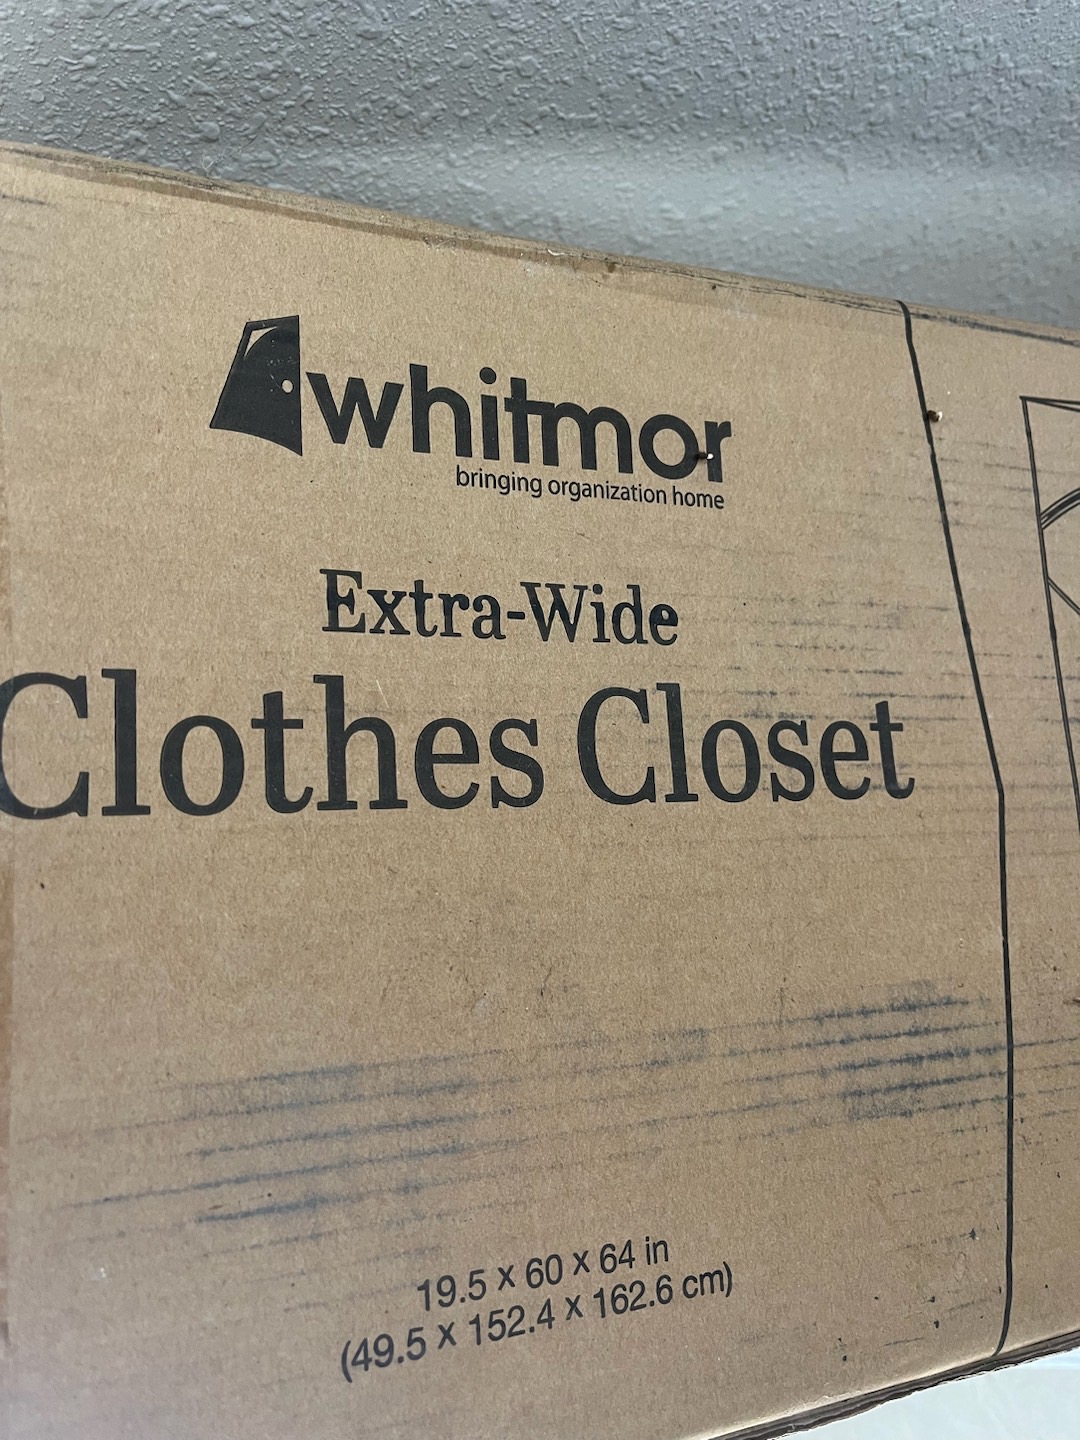 whitmor
bringing organization home
Extra-Wide
Clothes Closet
19.5 x 60 x 64 in
(49.5 x 152.4 x 162.6 cm)